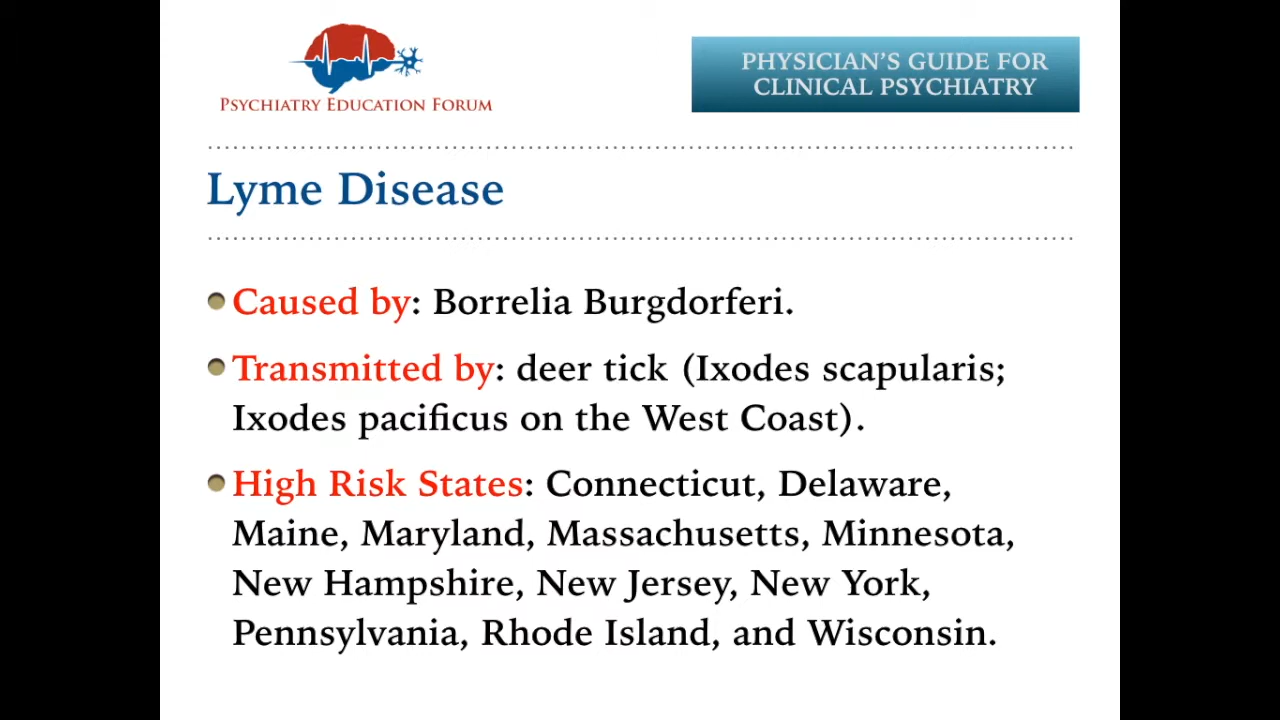 PSYCHIATRY EDUCATION FORUM
PHYSICIAN'S GUIDE FOR
CLINICAL PSYCHIATRY
Lyme Disease
Caused by: Borrelia Burgdorferi.
Transmitted by: deer tick (Ixodes scapularis;
Ixodes pacificus on the West Coast).
High Risk States: Connecticut, Delaware,
Maine, Maryland, Massachusetts, Minnesota,
New Hampshire, New Jersey, New York,
Pennsylvania, Rhode Island, and Wisconsin.